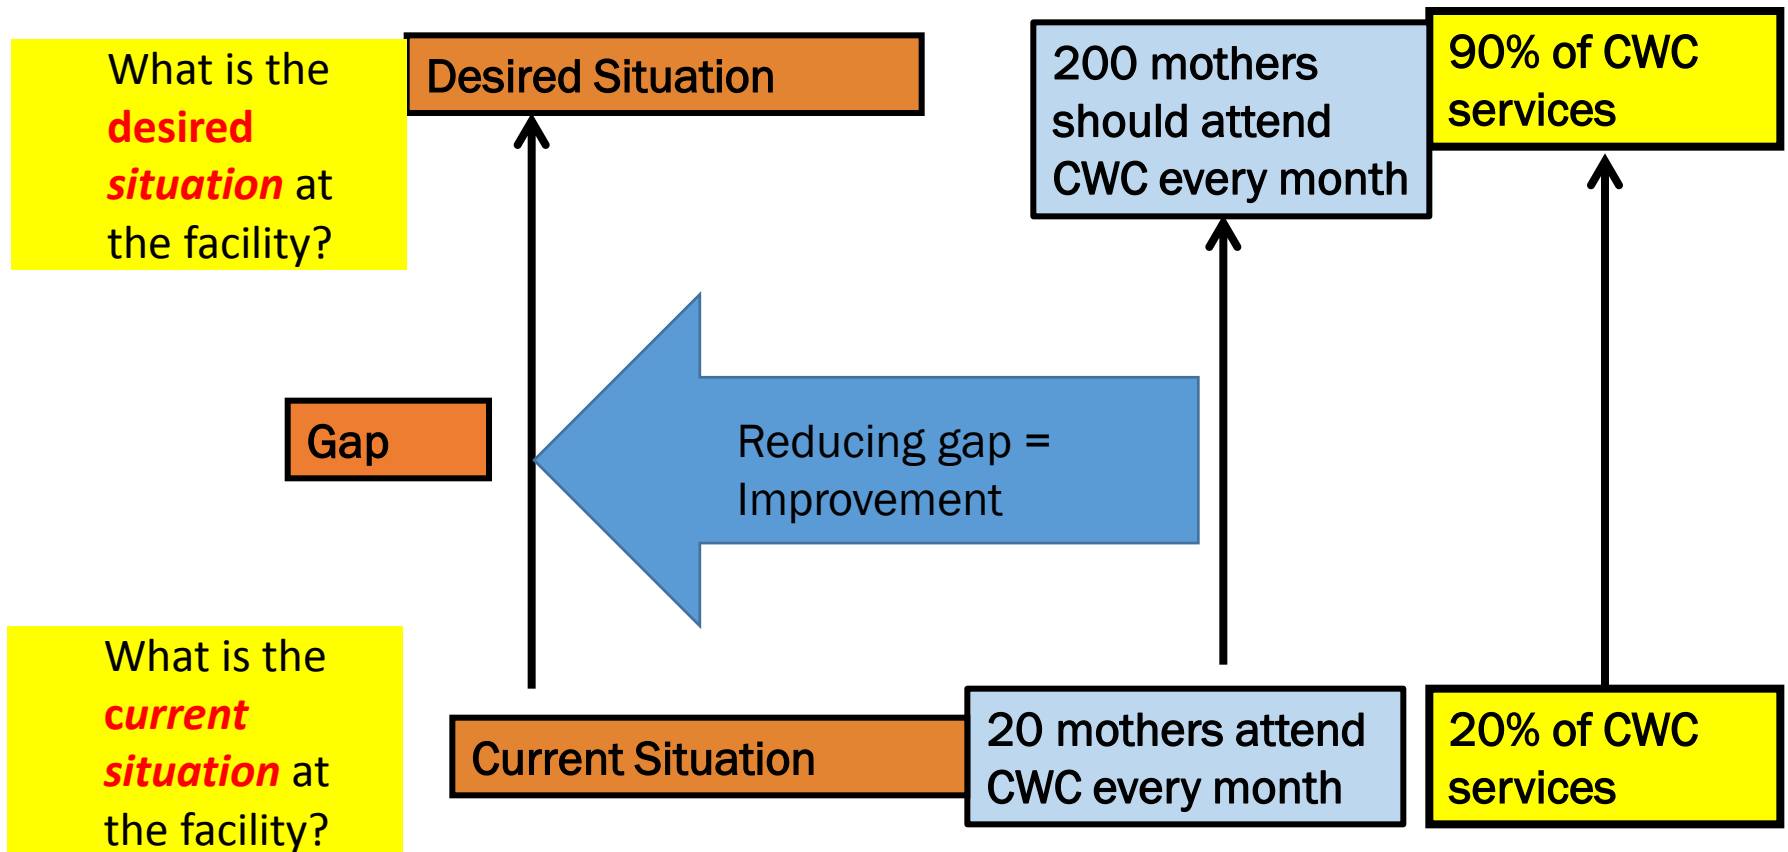 What is the
desired
situation at
the facility?
Desired Situation
200 mothers
should attend
CWC every month
90% of CWC
services
Gap
Reducing gap =
Improvement
What is the
current
situation at
the facility?
Current Situation
20 mothers attend
CWC every month
20% of CWC
services